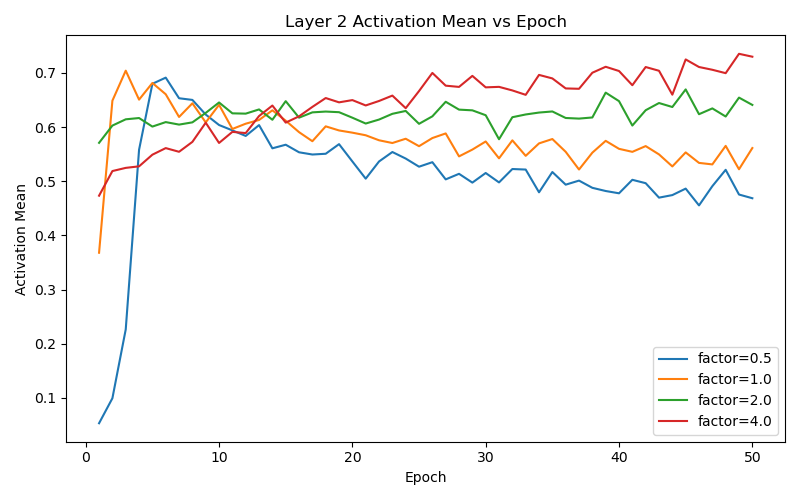 Layer 2 Activation Mean vs Epoch
Activation Mean
0.7
0.6
0.5
0.4
0.3
0.2
0.1
0 10 20 30 40 50
Epoch
factor=0.5
factor=1.0
factor=2.0
factor=4.0